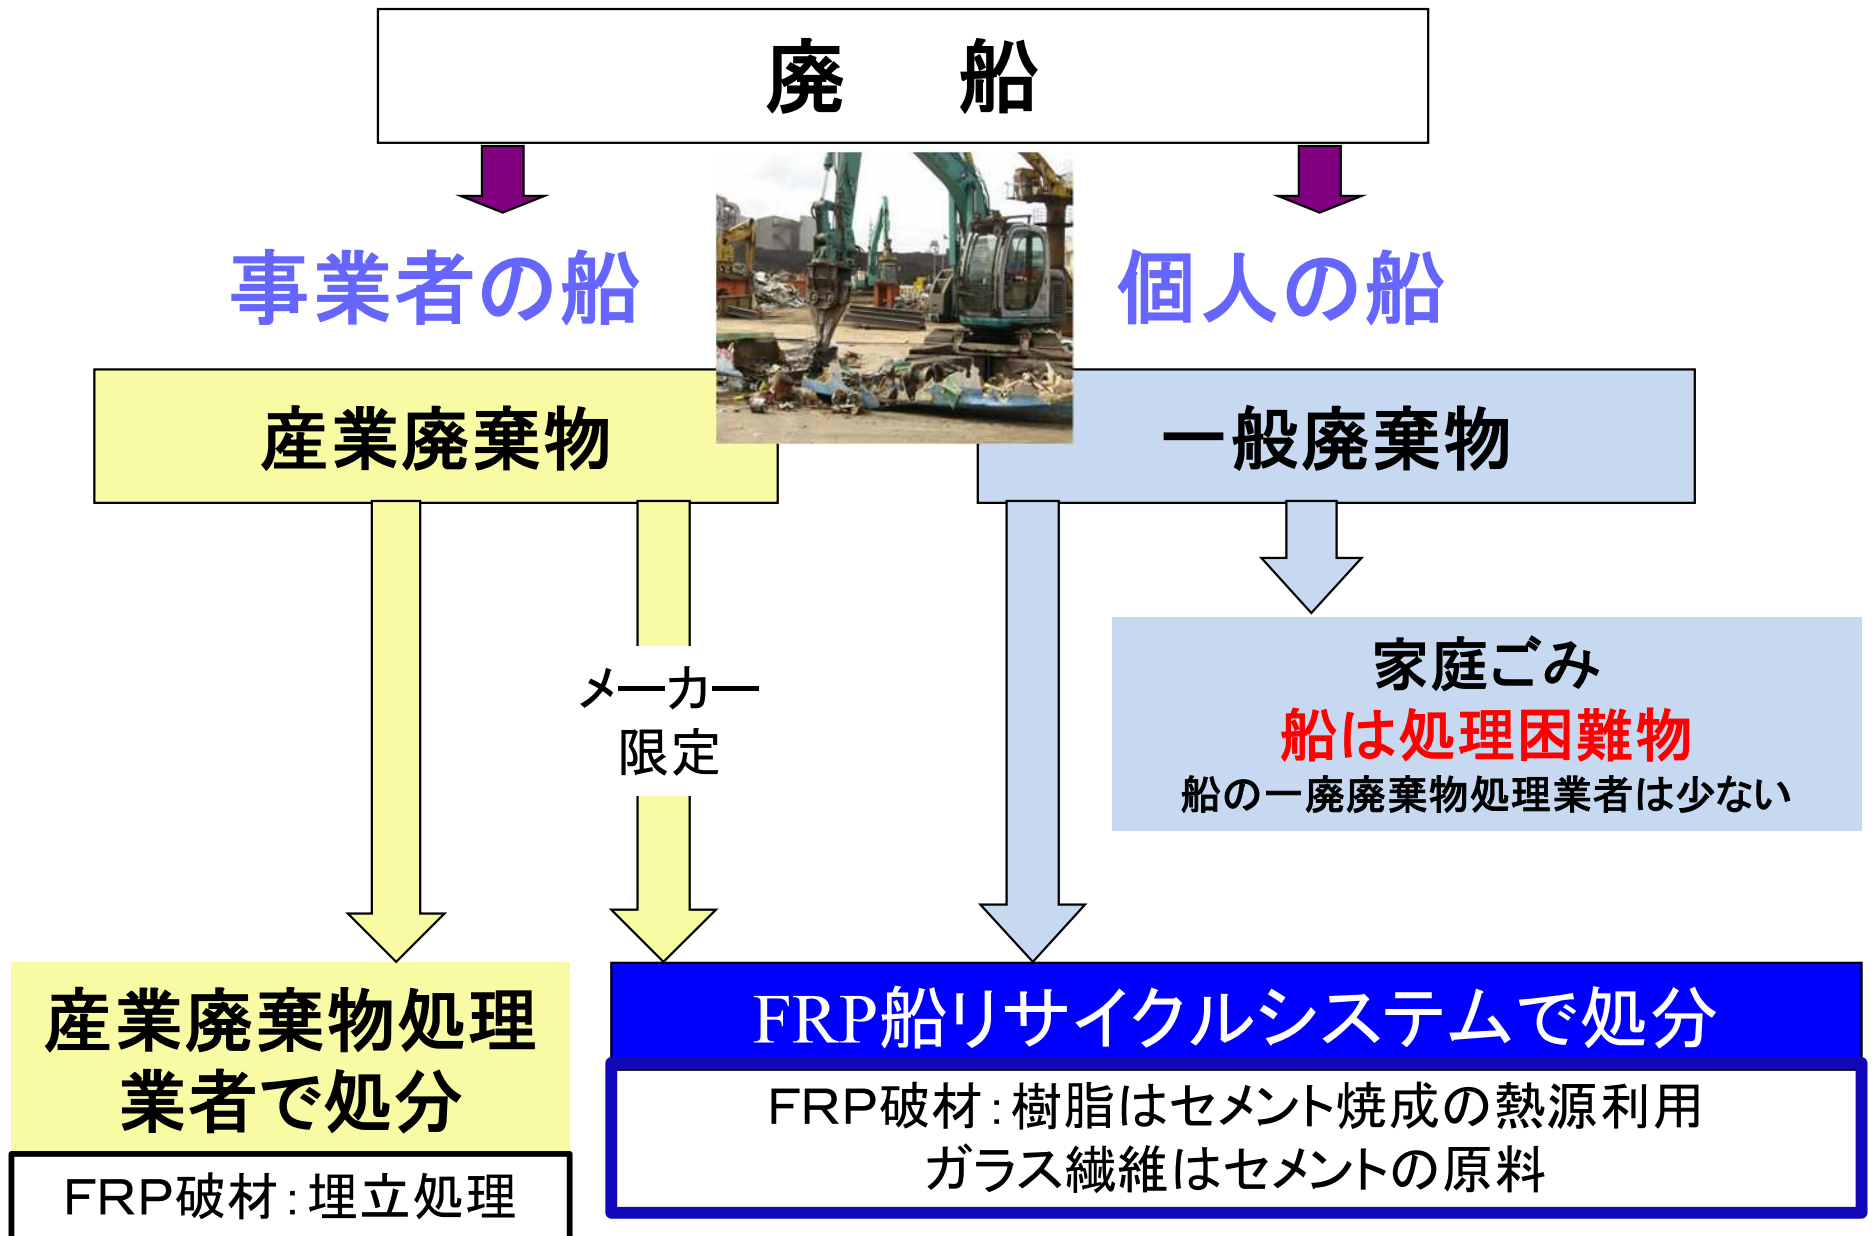 廃　船
事業者の船
個人の船
産業廃棄物
一般廃棄物
メーカー
限定
家庭ごみ
船は処理困難物
船の一廃廃棄物処理業者は少ない
産業廃棄物処理
業者で処分
ＦＲＰ破材：埋立処理
FRP船リサイクルシステムで処分
ＦＲＰ破材：樹脂はセメント焼成の熱源利用
ガラス繊維はセメントの原料